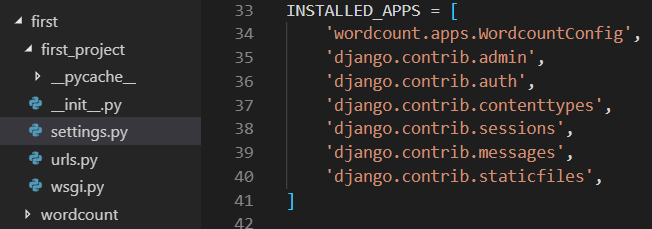 first
first_project
__pycache__
__init__.py
settings.py
urls.py
wsgi.py
wordcount
33 INSTALLED_APPS = [
34     'wordcount.apps.WordcountConfig',
35     'django.contrib.admin',
36     'django.contrib.auth',
37     'django.contrib.contenttypes',
38     'django.contrib.sessions',
39     'django.contrib.messages',
40     'django.contrib.staticfiles',
41 ]
42